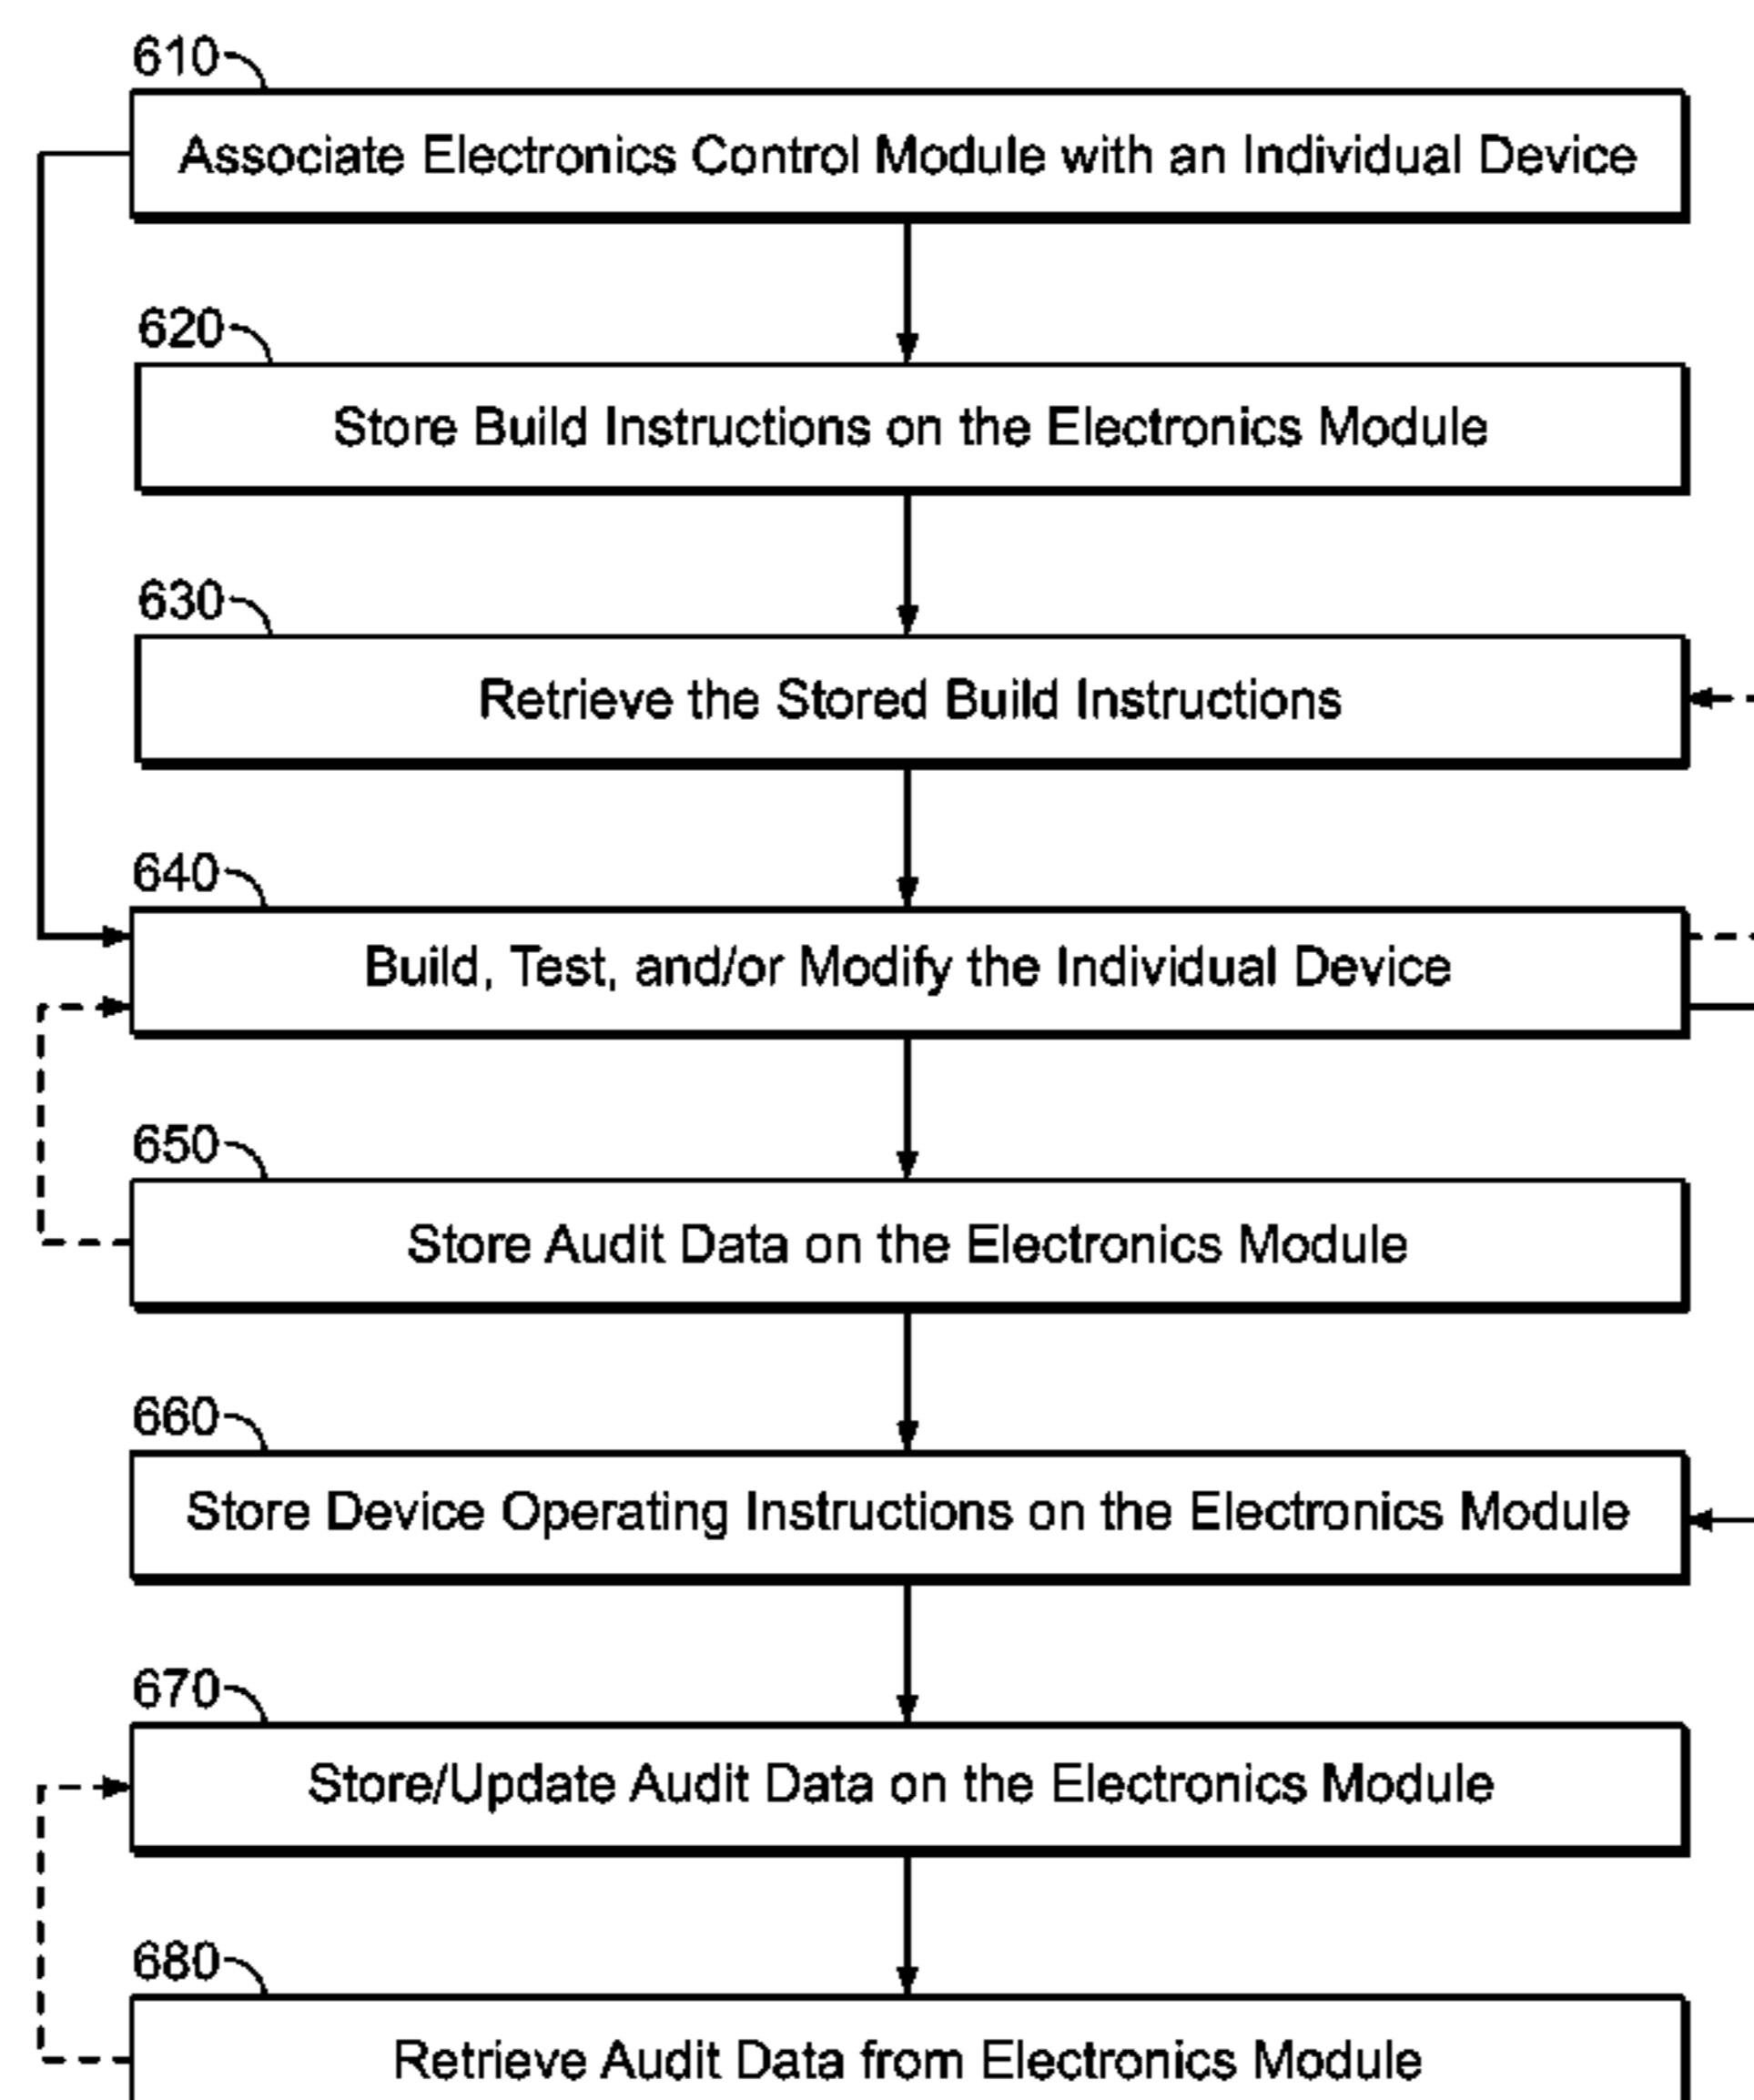 610
Associate Electronics Control Module with an Individual Device
620
Store Build Instructions on the Electronics Module
630
Retrieve the Stored Build Instructions
640
Build, Test, and/or Modify the Individual Device
650
Store Audit Data on the Electronics Module
660
Store Device Operating Instructions on the Electronics Module
670
Store/Update Audit Data on the Electronics Module
680
Retrieve Audit Data from Electronics Module